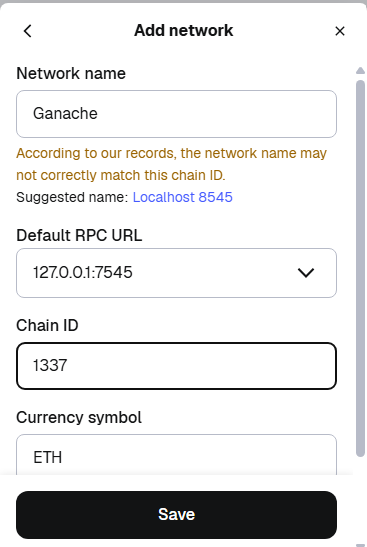 Add network
Network name
Ganache
According to our records, the network name may
not correctly match this chain ID.
Suggested name: Localhost 8545
Default RPC URL
127.0.0.1:7545
Chain ID
1337
Currency symbol
ETH
Save